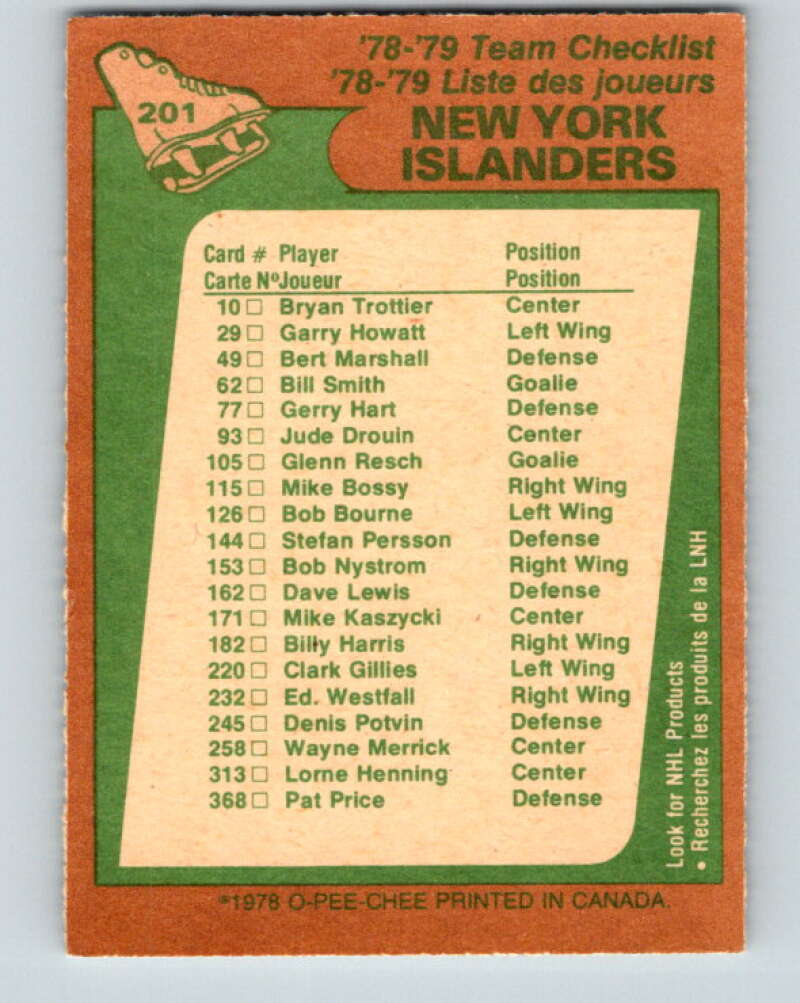 '78-'79 Team Checklist
'78-'79 Liste des joueurs
201
NEW YORK
ISLANDERS
Card # Player Position
Carte Nº Joueur Position
10 □ Bryan Trottier Center
29 □ Garry Howatt Left Wing
49 □ Bert Marshall Defense
62 □ Bill Smith Goalie
77 □ Gerry Hart Defense
93 □ Jude Drouin Center
105 □ Glenn Resch Goalie
115 □ Mike Bossy Right Wing
126 □ Bob Bourne Left Wing
144 □ Stefan Persson Defense
153 □ Bob Nystrom Right Wing
162 □ Dave Lewis Defense
171 □ Mike Kaszycki Center
182 □ Billy Harris Right Wing
220 □ Clark Gillies Left Wing
232 □ Ed. Westfall Right Wing
245 □ Denis Potvin Defense
258 □ Wayne Merrick Center
313 □ Lorne Henning Center
368 □ Pat Price Defense
Look for NHL Products
• Recherchez les produits de la LNH
*1978 O-PEE-CHEE PRINTED IN CANADA.